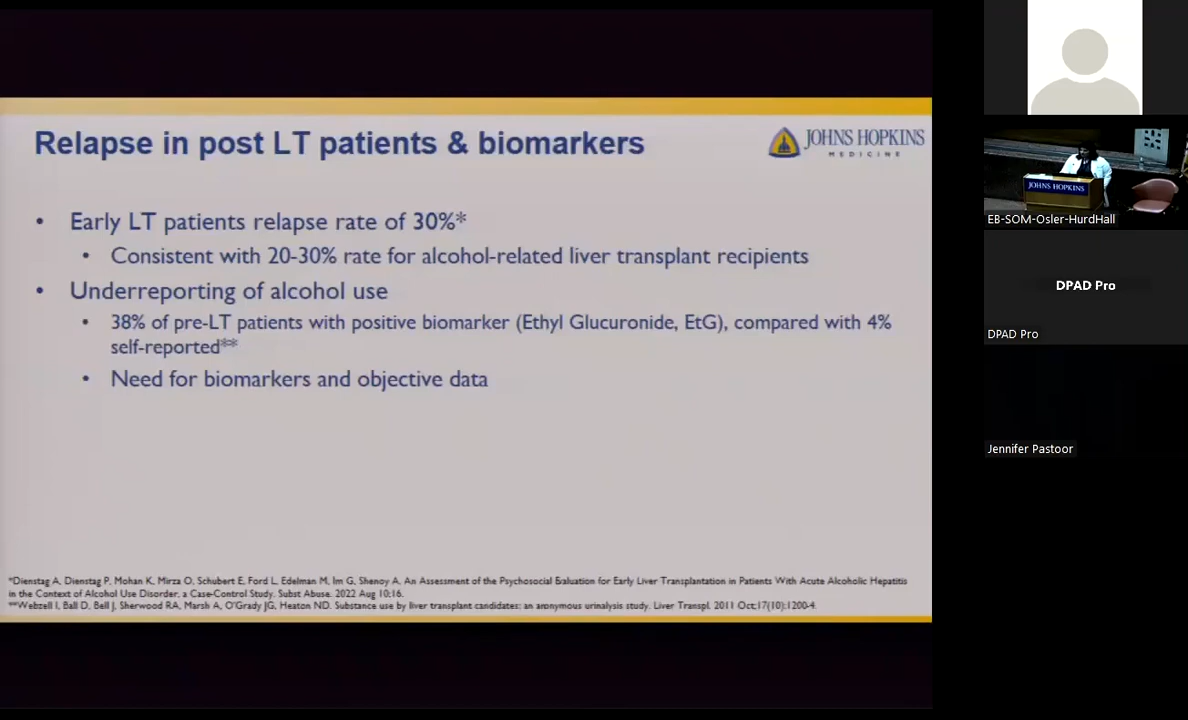 Relapse in post LT patients & biomarkers
JOHNS HOPKINS
MEDICINE
• Early LT patients relapse rate of 30%*
• Consistent with 20-30% rate for alcohol-related liver transplant recipients
• Underreporting of alcohol use
• 38% of pre-LT patients with positive biomarker (Ethyl Glucuronide, EtG), compared with 4%
self-reported**
• Need for biomarkers and objective data
*Dienstag A, Dienstag P, Mohan K, Mirza O, Schubert E, Ford L, Edelman M, Im G, Shenoy A. An Assessment of the Psychosocial Evaluation for Early Liver Transplantation in Patients With Acute Alcoholic Hepatitis
in the Context of Alcohol Use Disorder, a Case-Control Study. Subst Abuse. 2022 Aug 10;16.
**Webzell I, Ball D, Bell J, Sherwood RA, Marsh A, O'Grady JG, Heaton ND. Substance use by liver transplant candidates: an anonymous urinalysis study. Liver Transpl. 2011 Oct;17(10):1200-4.
JOHNS HOPKINS
EB-SOM-Osler-HurdHall
DPAD Pro
DPAD Pro
Jennifer Pastoor